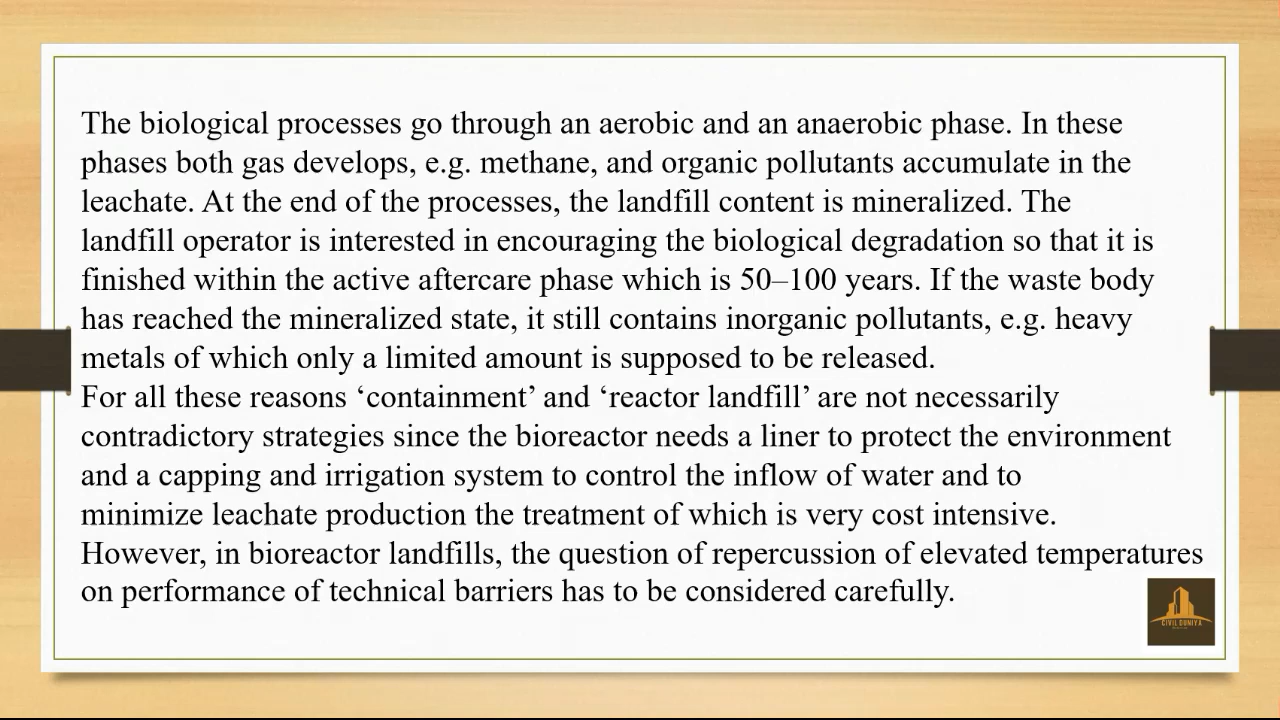 The biological processes go through an aerobic and an anaerobic phase. In these
phases both gas develops, e.g. methane, and organic pollutants accumulate in the
leachate. At the end of the processes, the landfill content is mineralized. The
landfill operator is interested in encouraging the biological degradation so that it is
finished within the active aftercare phase which is 50–100 years. If the waste body
has reached the mineralized state, it still contains inorganic pollutants, e.g. heavy
metals of which only a limited amount is supposed to be released.
For all these reasons ‘containment’ and ‘reactor landfill’ are not necessarily
contradictory strategies since the bioreactor needs a liner to protect the environment
and a capping and irrigation system to control the inflow of water and to
minimize leachate production the treatment of which is very cost intensive.
However, in bioreactor landfills, the question of repercussion of elevated temperatures
on performance of technical barriers has to be considered carefully.
CIVIL DUNIYA